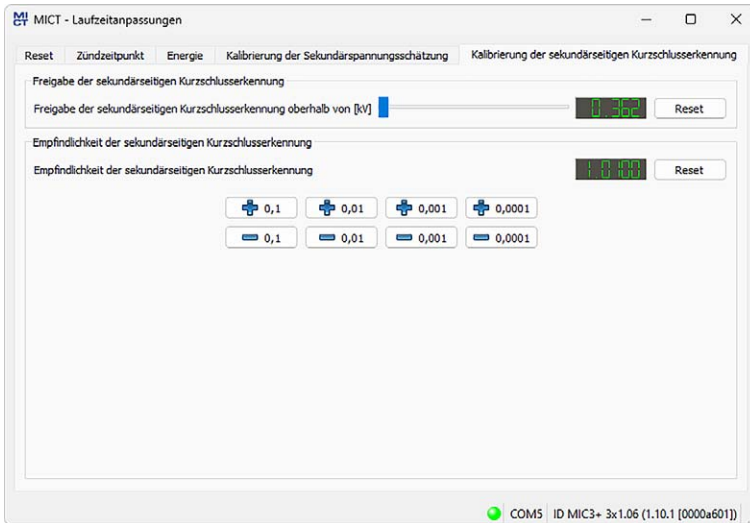 MICT MICT - Laufzeitanpassungen
Reset Zündzeitpunkt Energie Kalibrierung der Sekundärspannungsschätzung Kalibrierung der sekundärseitigen Kurzschlusserkennung
Freigabe der sekundärseitigen Kurzschlusserkennung
Freigabe der sekundärseitigen Kurzschlusserkennung oberhalb von [kV] 0.362 Reset
Empfindlichkeit der sekundärseitigen Kurzschlusserkennung
Empfindlichkeit der sekundärseitigen Kurzschlusserkennung 1.0100 Reset
0,1 0,01 0,001 0,0001
0,1 0,01 0,001 0,0001
COM5 ID MIC3+ 3x1.06 (1.10.1 [0000a601])